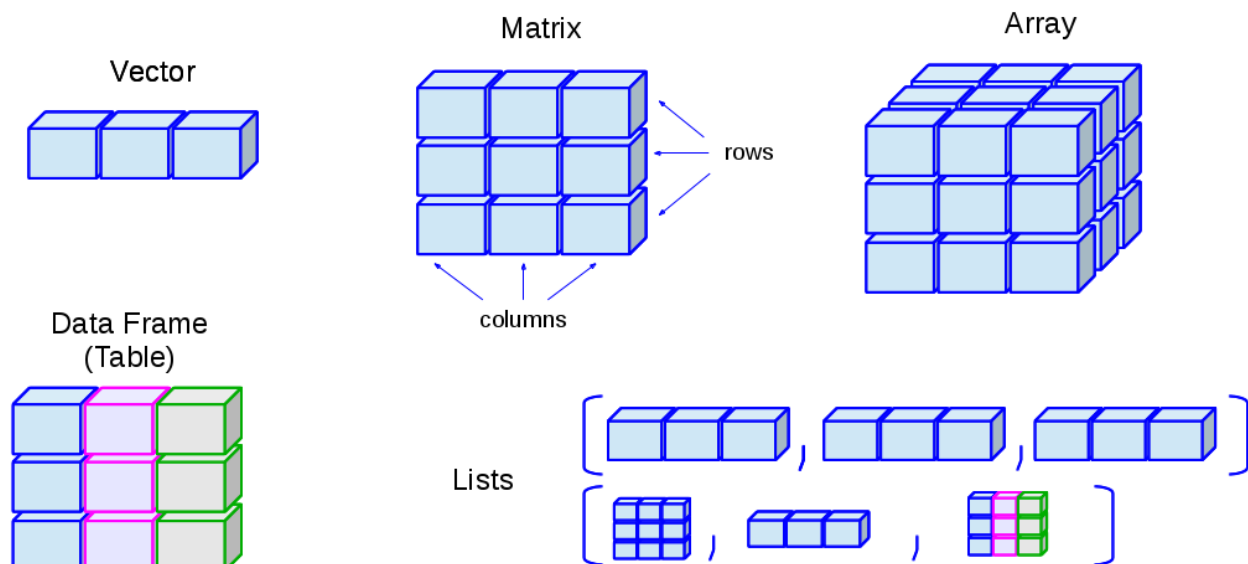 Vector
Matrix
Array
rows
columns
Data Frame
(Table)
Lists